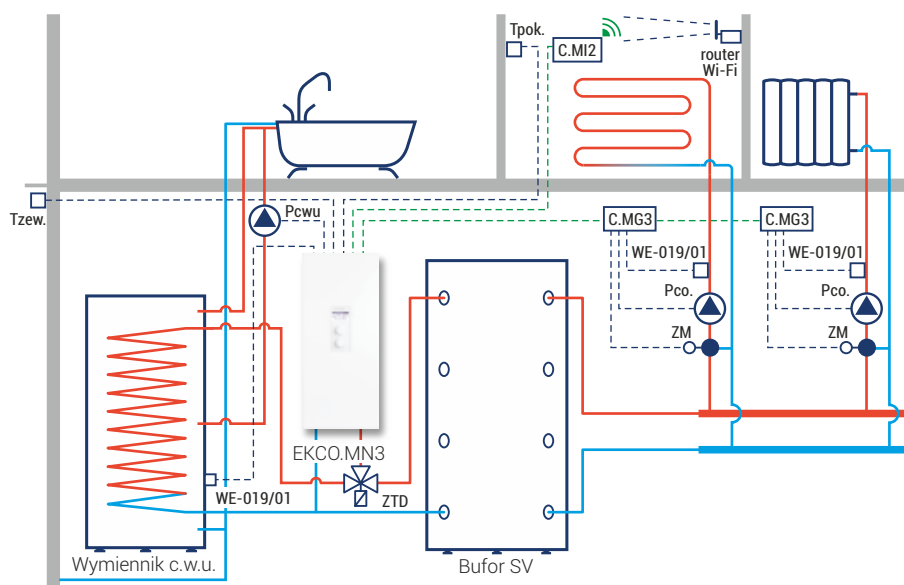 Tpok.
C.MI2
router
Wi-Fi
Tzew.
Pcwu
C.MG3
C.MG3
WE-019/01
WE-019/01
Pco.
Pco.
ZM
ZM
EKCO.MN3
WE-019/01
ZTD
Wymiennik c.w.u.
Bufor SV